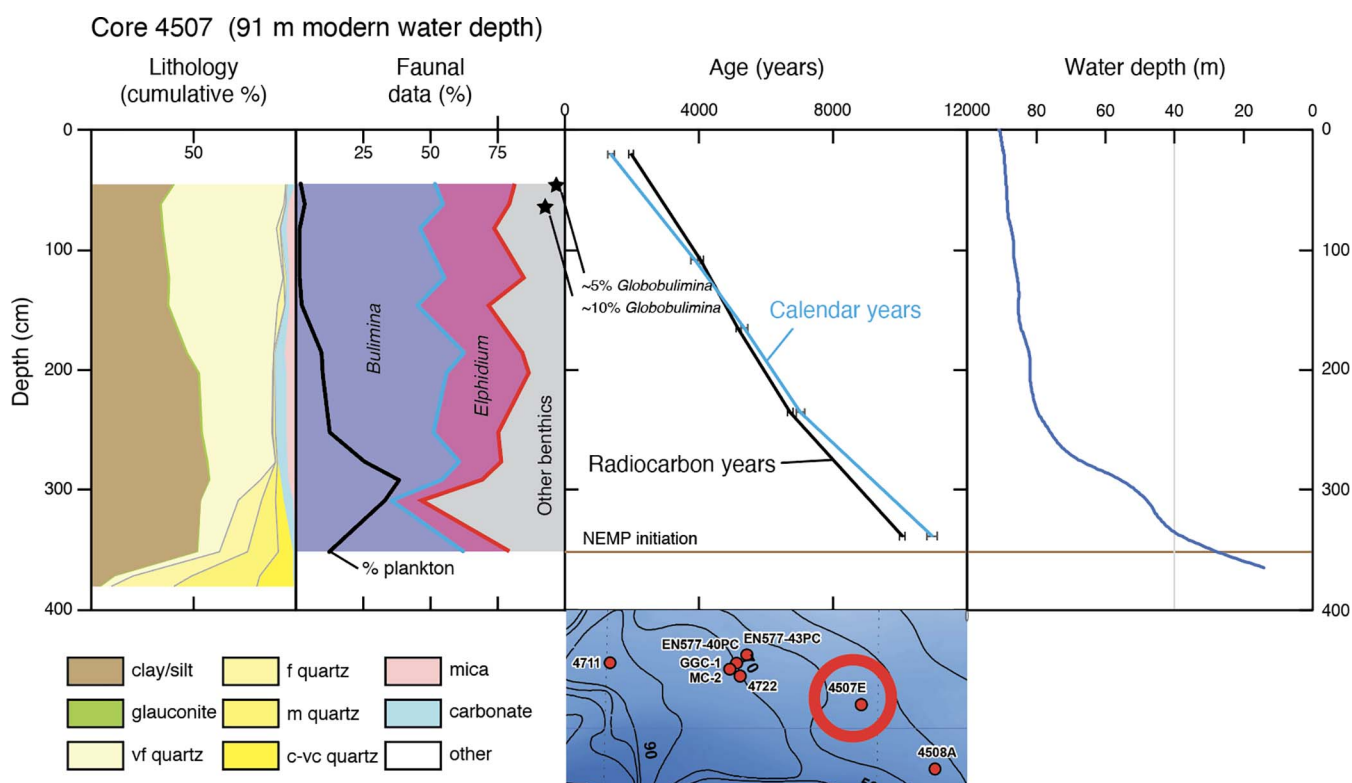 Core 4507 (91 m modern water depth)
Lithology
(cumulative %)
Faunal
data (%)
Age (years)
Water depth (m)
0 4000 8000 12000 80 60 40 20 0
50 25 50 75
Depth (cm)
0
100
200
300
400
0
100
200
300
400
Bulimina
Elphidium
Other benthics
~5% Globobulimina
~10% Globobulimina
Calendar years
Radiocarbon years
NEMP initiation
% plankton
clay/silt
glauconite
vf quartz
f quartz
m quartz
c-vc quartz
mica
carbonate
other
4711
EN577-40PC
EN577-43PC
GGC-1
MC-2
4722
4507E
4508A
90